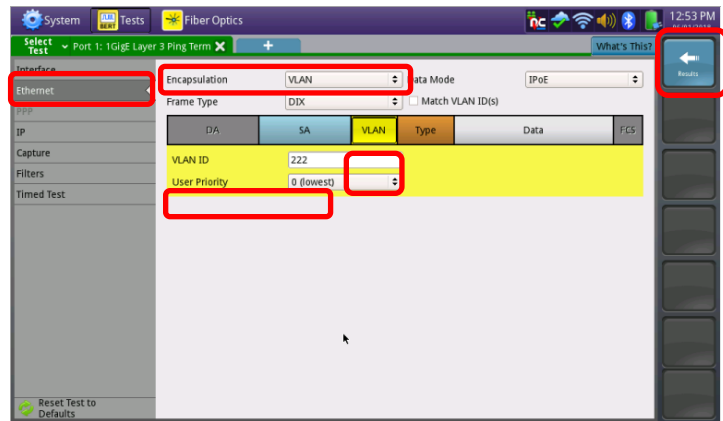 System
Tests
Fiber Optics
12:53 PM
Select Test
Port 1: 1GigE Layer 3 Ping Term
What's This?
Results
Interface
Ethernet
PPP
IP
Capture
Filters
Timed Test
Encapsulation VLAN Data Mode IPoE
Frame Type DIX Match VLAN ID(s)
DA SA VLAN Type Data FCS
VLAN ID 222
User Priority 0 (lowest)
Reset Test to
Defaults